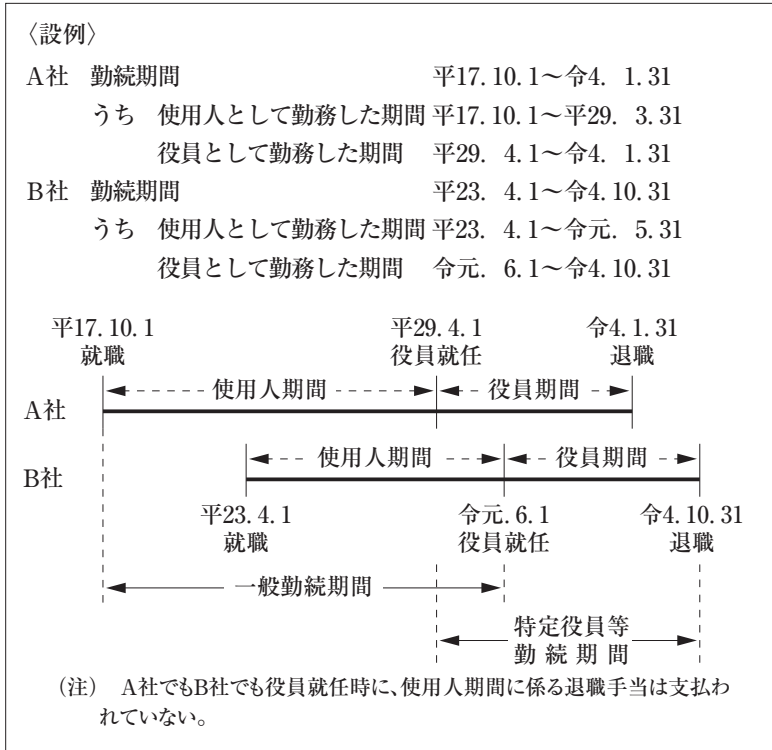 〈設例〉
A社 勤続期間 平17.10.1～令4. 1.31
うち 使用人として勤務した期間 平17.10.1～平29. 3.31
役員として勤務した期間 平29. 4.1～令4. 1.31
B社 勤続期間 平23. 4.1～令4.10.31
うち 使用人として勤務した期間 平23. 4.1～令元. 5.31
役員として勤務した期間 令元. 6.1～令4.10.31
平17.10.1 平29.4.1 令4.1.31
就職 役員就任 退職
使用人期間 役員期間
A社
使用人期間 役員期間
B社
平23.4.1 令元.6.1 令4.10.31
就職 役員就任 退職
一般勤続期間
特定役員等
勤続期間
(注) A社でもB社でも役員就任時に、使用人期間に係る退職手当は支払わ
れていない。